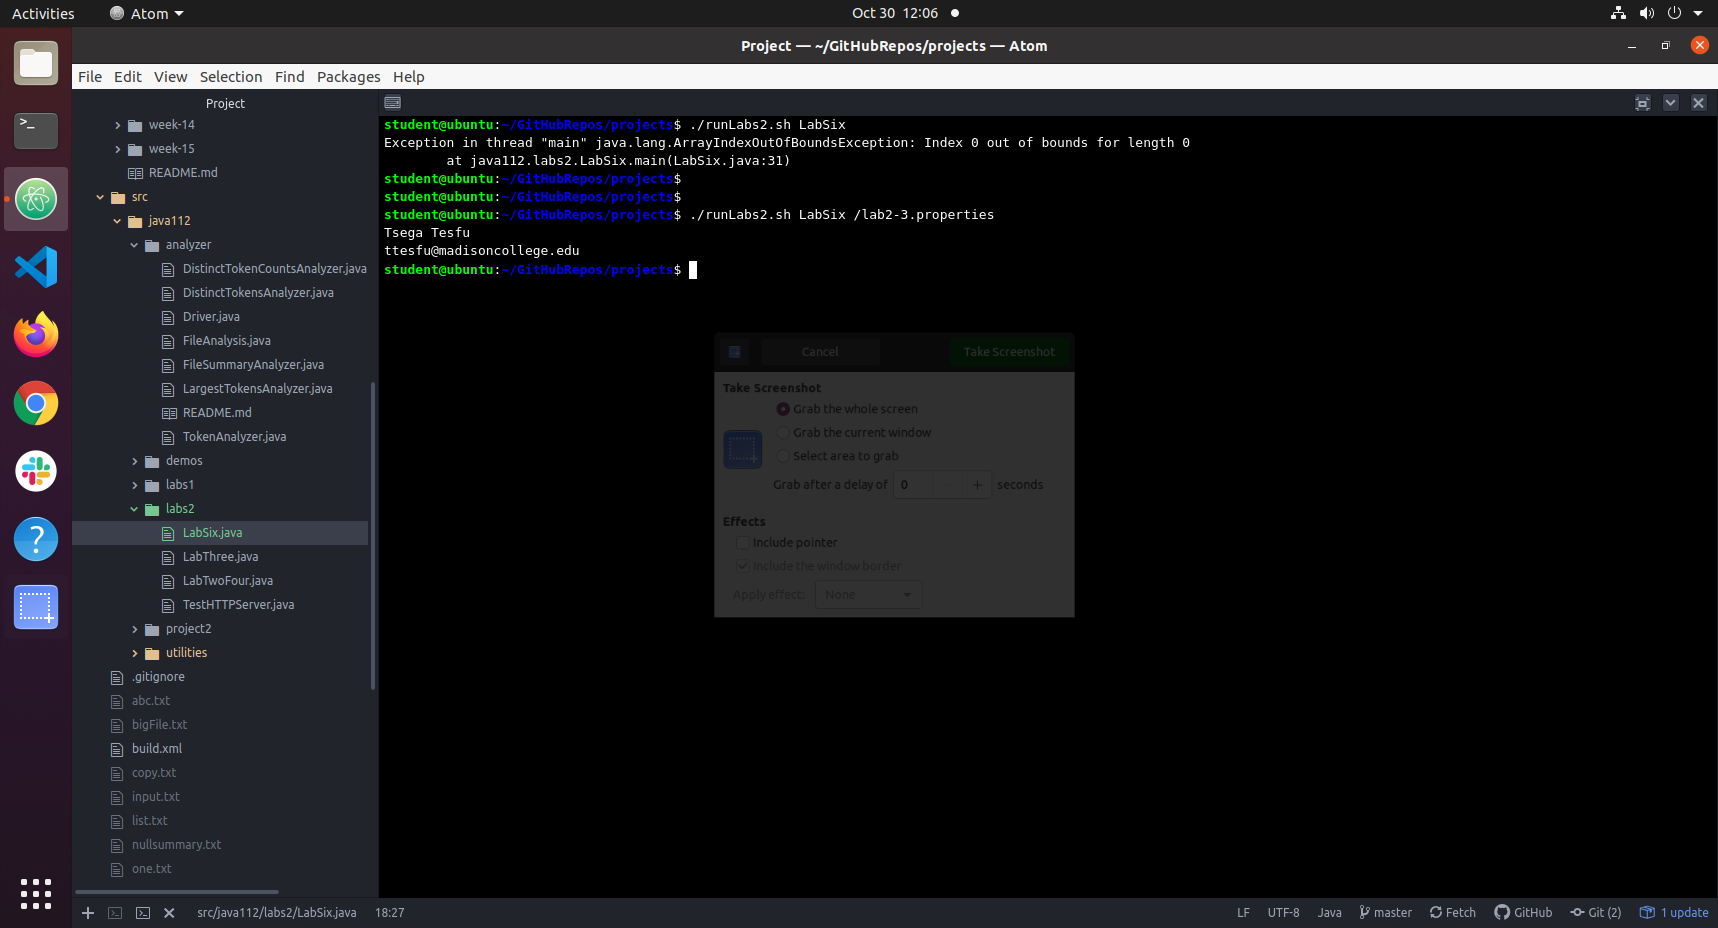 Activities
Atom
Oct 30 12:06
Project — ~/GitHubRepos/projects — Atom
File Edit View Selection Find Packages Help
Project
week-14
week-15
README.md
src
java112
analyzer
DistinctTokenCountsAnalyzer.java
DistinctTokensAnalyzer.java
Driver.java
FileAnalysis.java
FileSummaryAnalyzer.java
LargestTokensAnalyzer.java
README.md
TokenAnalyzer.java
demos
labs1
labs2
LabSix.java
LabThree.java
LabTwoFour.java
TestHTTPServer.java
project2
utilities
.gitignore
abc.txt
bigFile.txt
build.xml
copy.txt
input.txt
list.txt
nullsummary.txt
one.txt
student@ubuntu:~/GitHubRepos/projects$ ./runLabs2.sh LabSix
Exception in thread "main" java.lang.ArrayIndexOutOfBoundsException: Index 0 out of bounds for length 0
at java112.labs2.LabSix.main(LabSix.java:31)
student@ubuntu:~/GitHubRepos/projects$
student@ubuntu:~/GitHubRepos/projects$
student@ubuntu:~/GitHubRepos/projects$ ./runLabs2.sh LabSix /lab2-3.properties
Tsega Tesfu
ttesfu@madisoncollege.edu
student@ubuntu:~/GitHubRepos/projects$
Cancel
Take Screenshot
Take Screenshot
Grab the whole screen
Grab the current window
Select area to grab
Grab after a delay of 0 − + seconds
Effects
Include pointer
Include the window border
Apply effect: None
src/java112/labs2/LabSix.java 18:27
LF UTF-8 Java master Fetch GitHub Git (2) 1 update